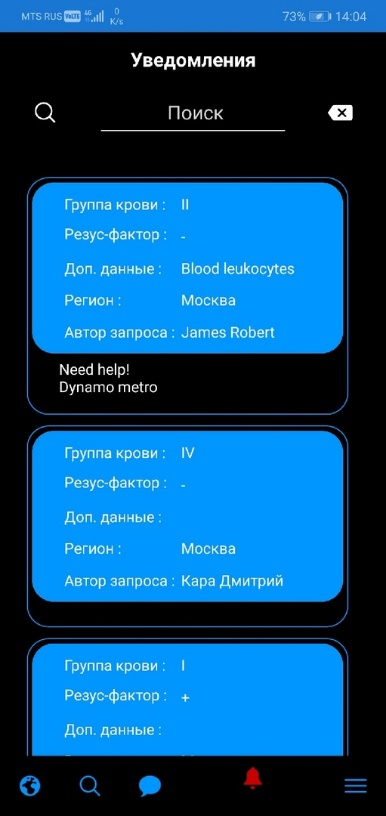 MTS RUS VoLTE 4G 0 K/s 73% 14:04
Уведомления
Поиск
Группа крови : II
Резус-фактор : -
Доп. данные : Blood leukocytes
Регион : Москва
Автор запроса : James Robert
Need help!
Dynamo metro
Группа крови : IV
Резус-фактор : -
Доп. данные :
Регион : Москва
Автор запроса : Кара Дмитрий
Группа крови : I
Резус-фактор : +
Доп. данные :